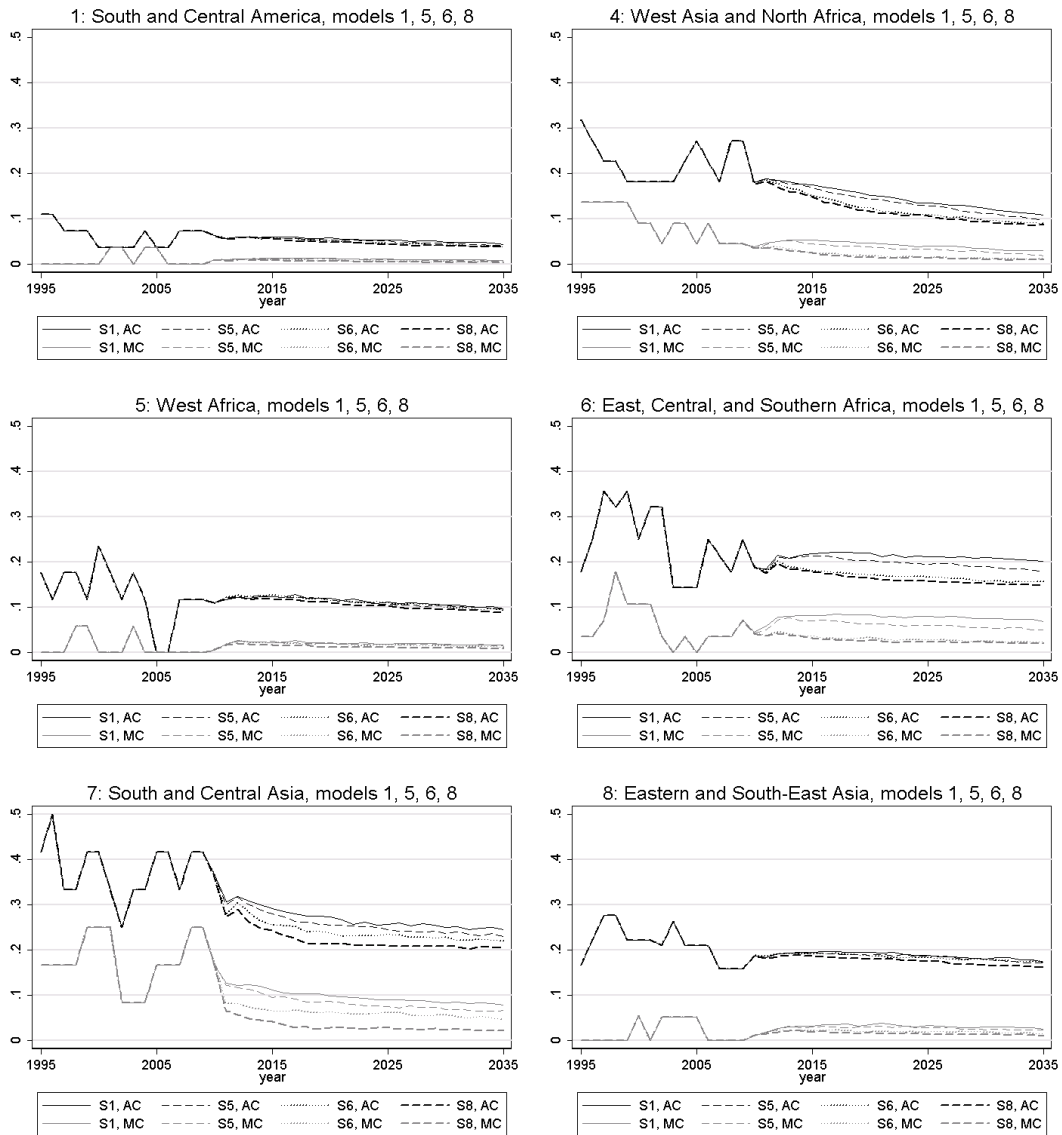 1: South and Central America, models 1, 5, 6, 8
.5
.4
.3
.2
.1
0
1995 2005 2015 2025 2035
year
S1, AC S5, AC S6, AC S8, AC
S1, MC S5, MC S6, MC S8, MC
4: West Asia and North Africa, models 1, 5, 6, 8
.5
.4
.3
.2
.1
0
1995 2005 2015 2025 2035
year
S1, AC S5, AC S6, AC S8, AC
S1, MC S5, MC S6, MC S8, MC
5: West Africa, models 1, 5, 6, 8
.5
.4
.3
.2
.1
0
1995 2005 2015 2025 2035
year
S1, AC S5, AC S6, AC S8, AC
S1, MC S5, MC S6, MC S8, MC
6: East, Central, and Southern Africa, models 1, 5, 6, 8
.5
.4
.3
.2
.1
0
1995 2005 2015 2025 2035
year
S1, AC S5, AC S6, AC S8, AC
S1, MC S5, MC S6, MC S8, MC
7: South and Central Asia, models 1, 5, 6, 8
.5
.4
.3
.2
.1
0
1995 2005 2015 2025 2035
year
S1, AC S5, AC S6, AC S8, AC
S1, MC S5, MC S6, MC S8, MC
8: Eastern and South-East Asia, models 1, 5, 6, 8
.5
.4
.3
.2
.1
0
1995 2005 2015 2025 2035
year
S1, AC S5, AC S6, AC S8, AC
S1, MC S5, MC S6, MC S8, MC